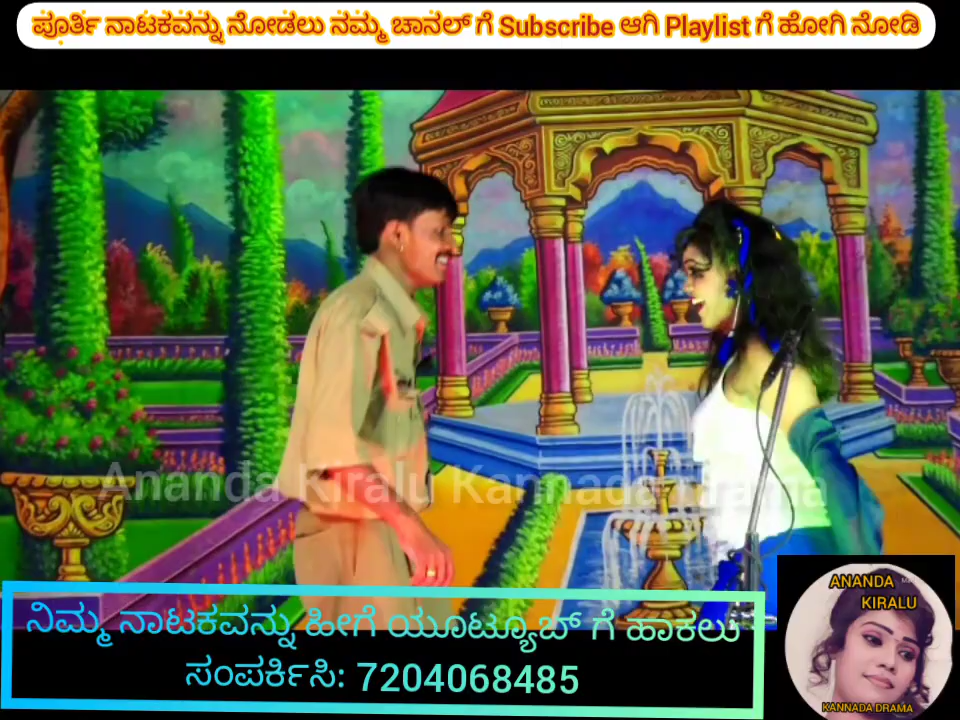 ಪೂರ್ತಿ ನಾಟಕವನ್ನು ನೋಡಲು ನಮ್ಮ ಚಾನಲ್ ಗೆ Subscribe ಆಗಿ Playlist ಗೆ ಹೋಗಿ ನೋಡಿ
Ananda Kiralu Kannada Drama
ನಿಮ್ಮ ನಾಟಕವನ್ನು ಹೀಗೆ ಯೂಟ್ಯೂಬ್ ಗೆ ಹಾಕಲು
ಸಂಪರ್ಕಿಸಿ: 7204068485
ANANDA
KIRALU
KANNADA DRAMA